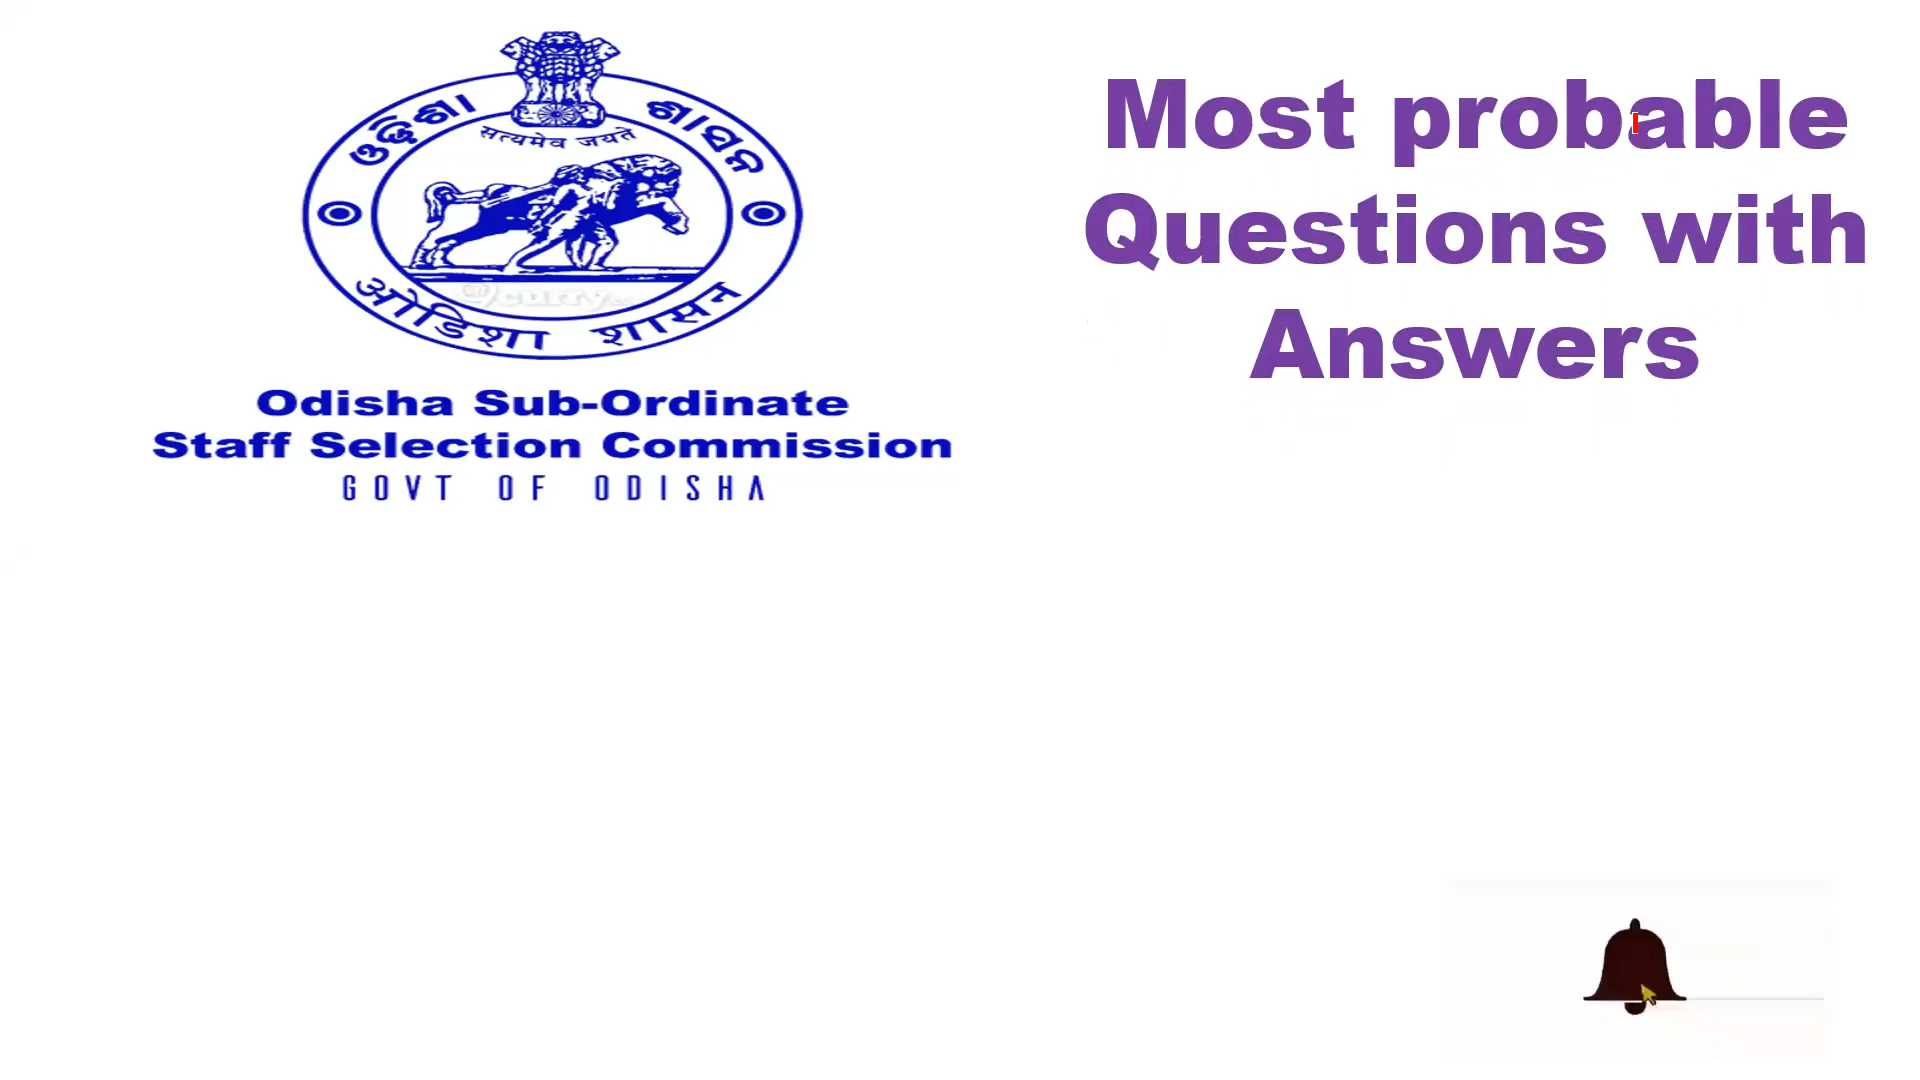 ଓଡ଼ିଶା ଶାସନ
सत्यमेव जयते
ओडिशा शासन
Odisha Sub-Ordinate
Staff Selection Commission
GOVT OF ODISHA
Most probable
Questions with
Answers